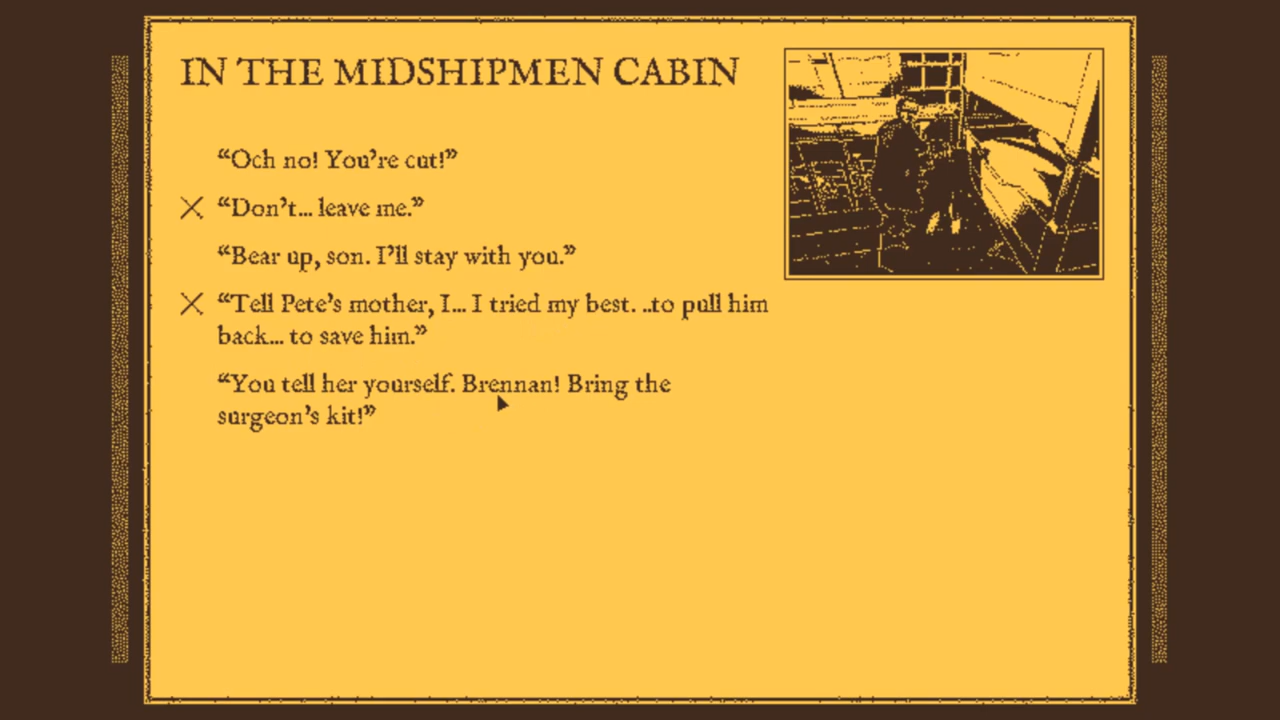 IN THE MIDSHIPMEN CABIN
“Och no! You’re cut!”
“Don’t... leave me.”
“Bear up, son. I’ll stay with you.”
“Tell Pete’s mother, I... I tried my best. ..to pull him
back... to save him.”
“You tell her yourself. Brennan! Bring the
surgeon’s kit!”